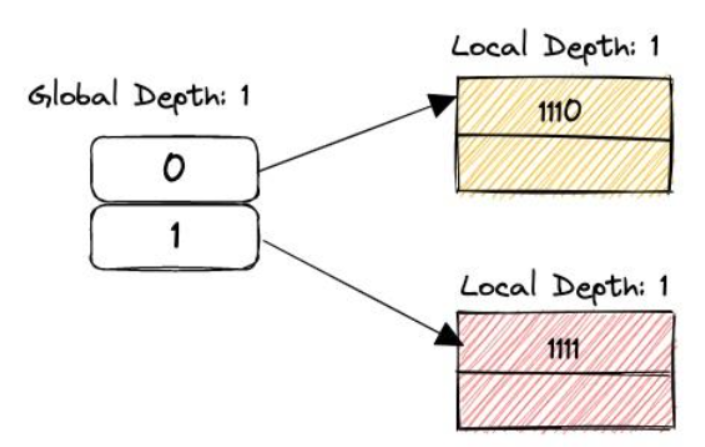 Local Depth: 1
Global Depth: 1
1110
0
1
Local Depth: 1
1111